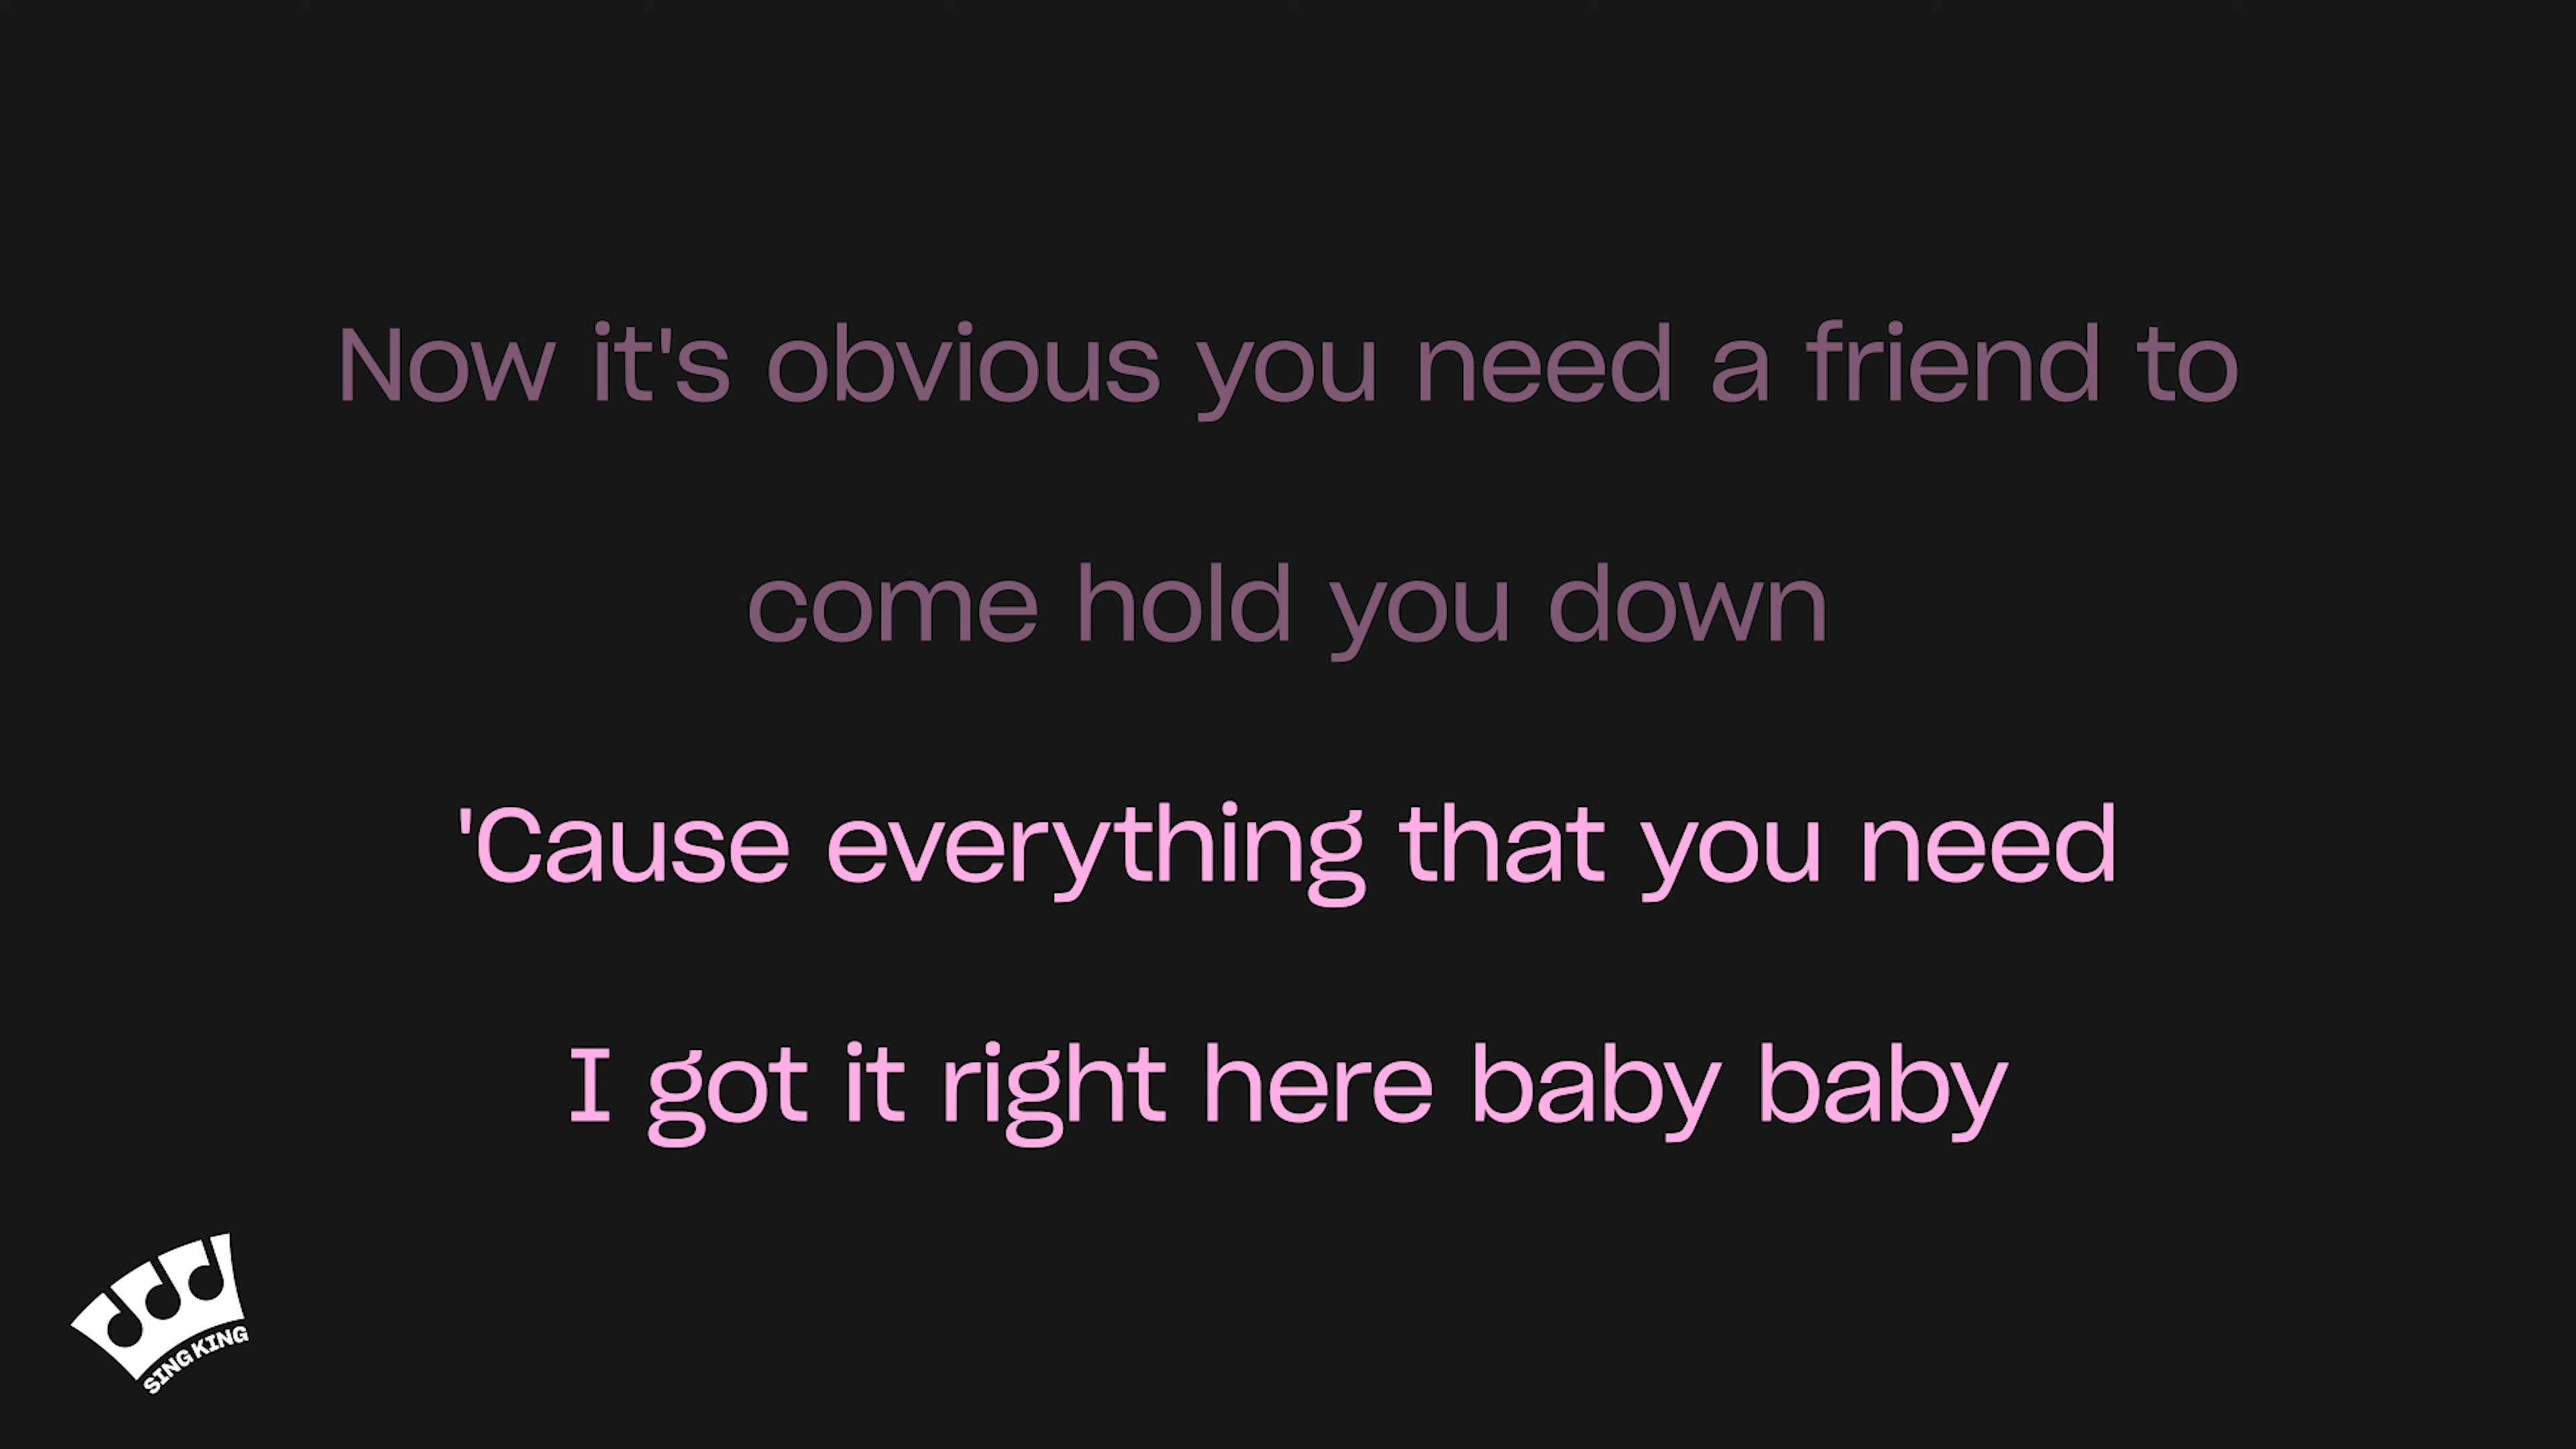 Now it's obvious you need a friend to
come hold you down
'Cause everything that you need
I got it right here baby baby
SING KING